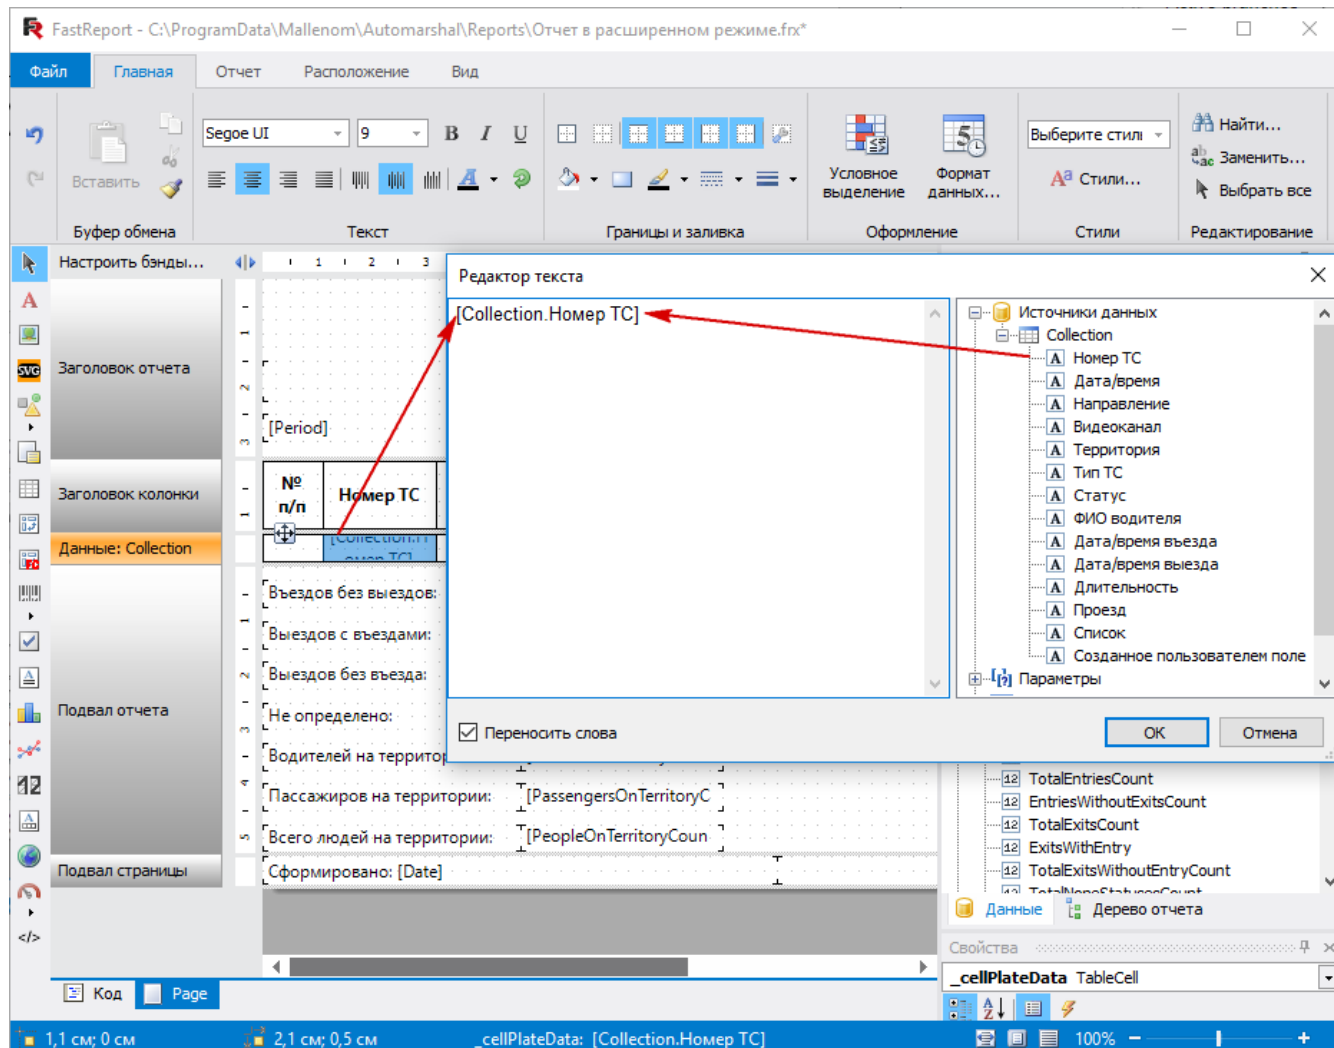 FastReport - C:\ProgramData\Mallenom\Automarshal\Reports\Отчет в расширенном режиме.frx*
Файл Главная Отчет Расположение Вид
Segoe UI 9 B I U
Выберите стил
Найти...
Заменить...
Выбрать все
Вставить
Условное выделение
Формат данных...
Стили...
Буфер обмена Текст Границы и заливка Оформление Стили Редактирование
Настроить бэнды...
1 2 3
Редактор текста
[Collection.Номер ТС]
Источники данных
Collection
Номер ТС
Дата/время
Направление
Видеоканал
Территория
Тип ТС
Статус
ФИО водителя
Дата/время въезда
Дата/время выезда
Длительность
Проезд
Список
Созданное пользователем поле
Параметры
Переносить слова
ОК Отмена
Заголовок отчета
[Period]
Заголовок колонки
№ п/п
Номер ТС
Данные: Collection
Въездов без выездов:
Выездов с въездами:
Выездов без въезда:
Подвал отчета
Не определено:
Водителей на территор
Пассажиров на территории: [PassengersOnTerritoryC
Всего людей на территории: [PeopleOnTerritoryCoun
Подвал страницы
Сформировано: [Date]
TotalEntriesCount
EntriesWithoutExitsCount
TotalExitsCount
ExitsWithEntry
TotalExitsWithoutEntryCount
Данные Дерево отчета
Свойства
_cellPlateData TableCell
Код Page
1,1 см; 0 см 2,1 см; 0,5 см _cellPlateData: [Collection.Номер ТС] 100%